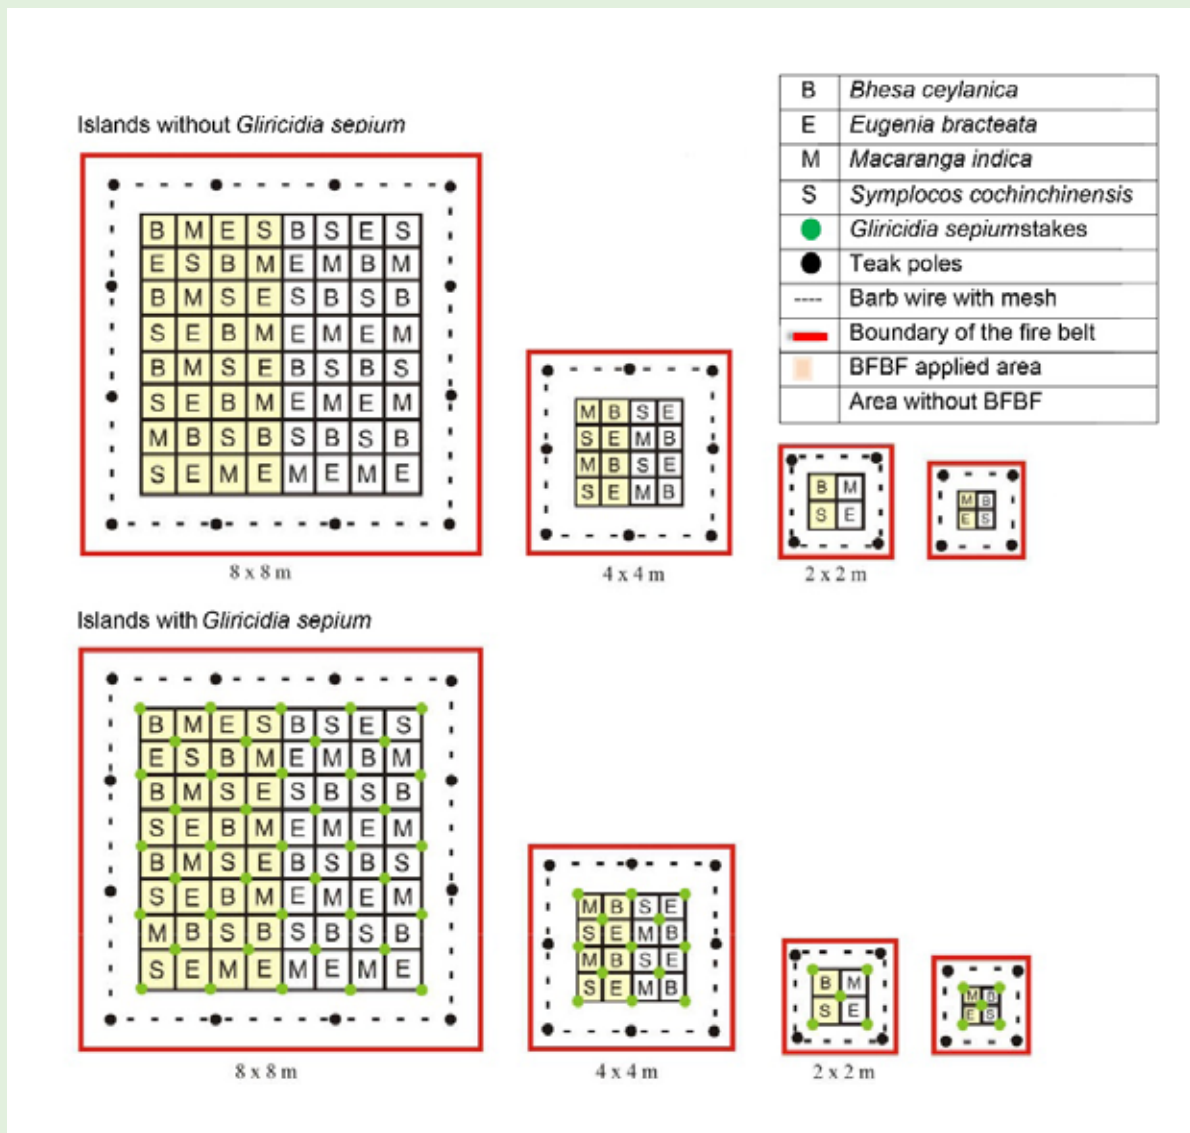 B Bhesa ceylanica
E Eugenia bracteata
M Macaranga indica
S Symplocos cochinchinensis
Gliricidia sepiumstakes
Teak poles
Barb wire with mesh
Boundary of the fire belt
BFBF applied area
Area without BFBF
Islands without Gliricidia sepium
B M E S B S E S
E S B M E M B M
B M S E S B S B
S E B M E M E M
B M S E B S B S
S E B M E M E M
M B S B S B S B
S E M E M E M E
8 x 8 m
M B S E
S E M B
M B S E
S E M B
4 x 4 m
B M
S E
2 x 2 m
M B
E S
Islands with Gliricidia sepium
B M E S B S E S
E S B M E M B M
B M S E S B S B
S E B M E M E M
B M S E B S B S
S E B M E M E M
M B S B S B S B
S E M E M E M E
8 x 8 m
M B S E
S E M B
M B S E
S E M B
4 x 4 m
B M
S E
2 x 2 m
M B
E S